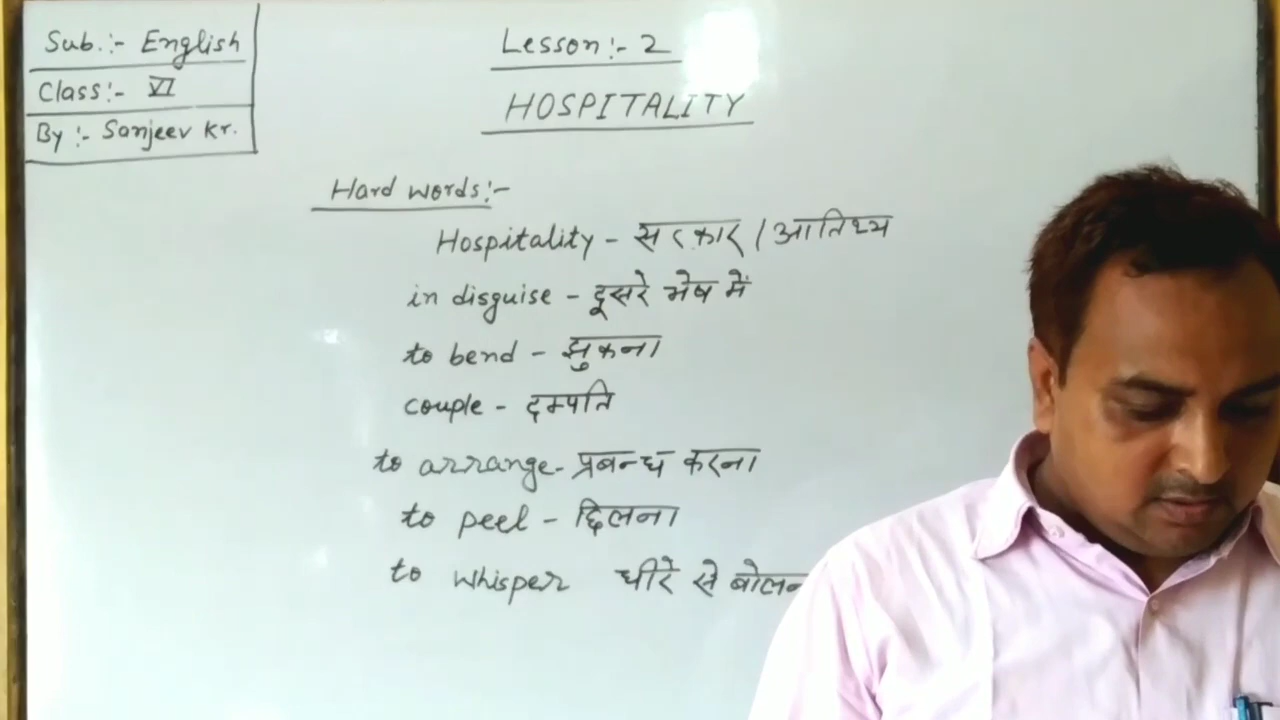 Sub.:- English
Class:- VI
By :- Sanjeev Kr.
Lesson:- 2
HOSPITALITY
Hard words:-
Hospitality - सत्कार / आतिथ्य
in disguise - दूसरे भेष में
to bend - झुकना
couple - दम्पति
to arrange - प्रबन्ध करना
to peel - छिलना
to whisper धीरे से